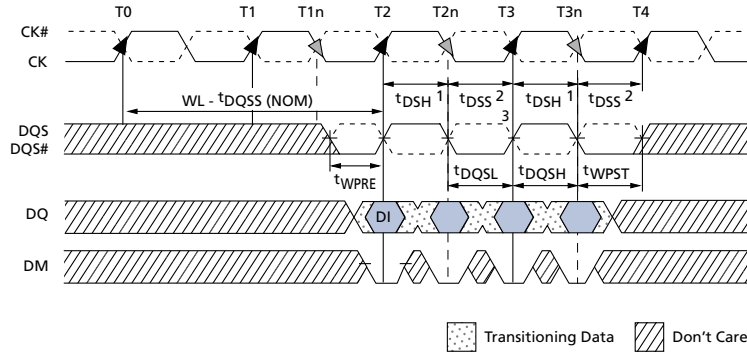 T0 T1 T1n T2 T2n T3 T3n T4
CK#
CK
WL - tDQSS (NOM) tDSH 1 tDSS 2 tDSH 1 tDSS 2
3
DQS
DQS#
tWPRE tDQSL tDQSH tWPST
DQ DI
DM
Transitioning Data Don't Care